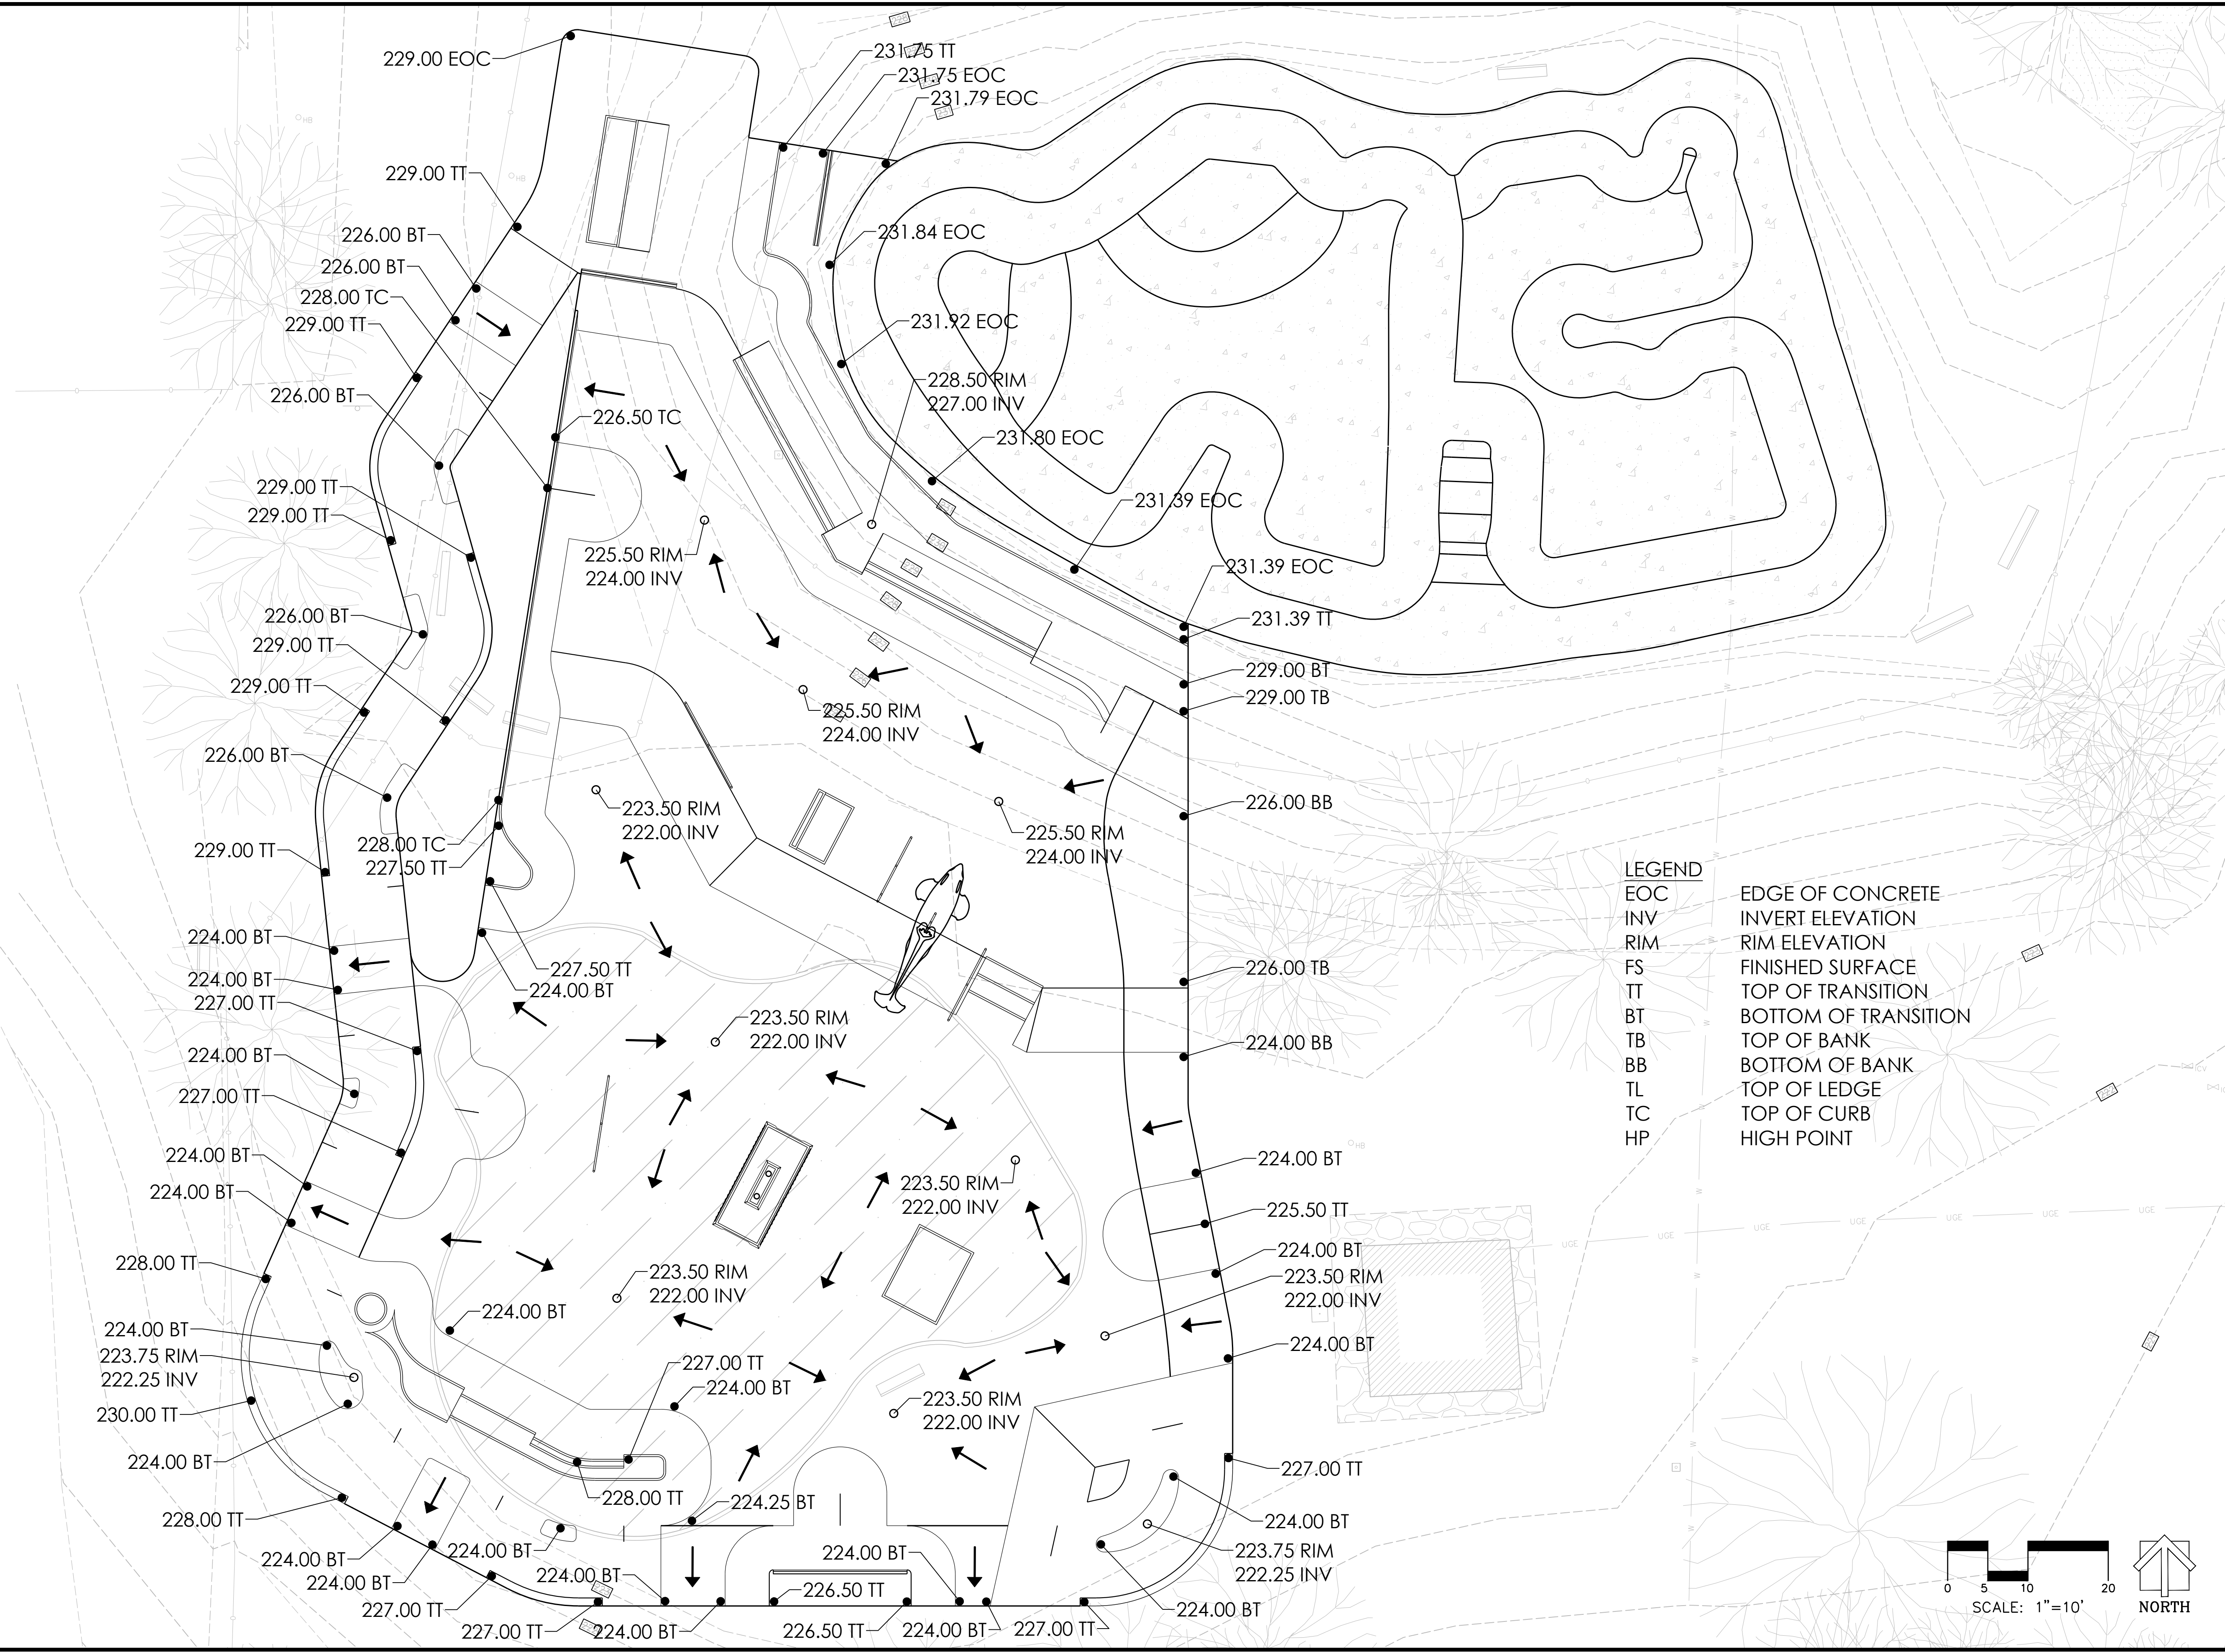 229.00 EOC
231.75 TT
231.75 EOC
231.79 EOC
HB
229.00 TT
HB
226.00 BT
231.84 EOC
226.00 BT
228.00 TC
229.00 TT
231.92 EOC
228.50 RIM
227.00 INV
226.00 BT
226.50 TC
231.80 EOC
229.00 TT
231.39 EOC
229.00 TT
225.50 RIM
224.00 INV
231.39 EOC
226.00 BT
231.39 TT
229.00 TT
229.00 BT
229.00 TT
229.00 TB
225.50 RIM
224.00 INV
226.00 BT
223.50 RIM
222.00 INV
226.00 BB
225.50 RIM
224.00 INV
228.00 TC
229.00 TT
227.50 TT
LEGEND
EOC EDGE OF CONCRETE
INV INVERT ELEVATION
RIM RIM ELEVATION
FS FINISHED SURFACE
TT TOP OF TRANSITION
BT BOTTOM OF TRANSITION
TB TOP OF BANK
BB BOTTOM OF BANK
TL TOP OF LEDGE
TC TOP OF CURB
HP HIGH POINT
224.00 BT
227.50 TT
226.00 TB
224.00 BT
224.00 BT
227.00 TT
223.50 RIM
222.00 INV
224.00 BB
224.00 BT
227.00 TT
HB
224.00 BT
224.00 BT
223.50 RIM
222.00 INV
224.00 BT
225.50 TT
UGE UGE UGE UGE UGE
228.00 TT
224.00 BT
223.50 RIM
222.00 INV
223.50 RIM
222.00 INV
224.00 BT
224.00 BT
224.00 BT
223.75 RIM
222.25 INV
227.00 TT
224.00 BT
230.00 TT
223.50 RIM
222.00 INV
224.00 BT
227.00 TT
228.00 TT
224.25 BT
228.00 TT
224.00 BT
224.00 BT
224.00 BT
224.00 BT
223.75 RIM
222.25 INV
224.00 BT
224.00 BT
226.50 TT
227.00 TT
224.00 BT
227.00 TT
224.00 BT
226.50 TT
224.00 BT
227.00 TT
0 5 10 20
SCALE: 1"=10'
NORTH